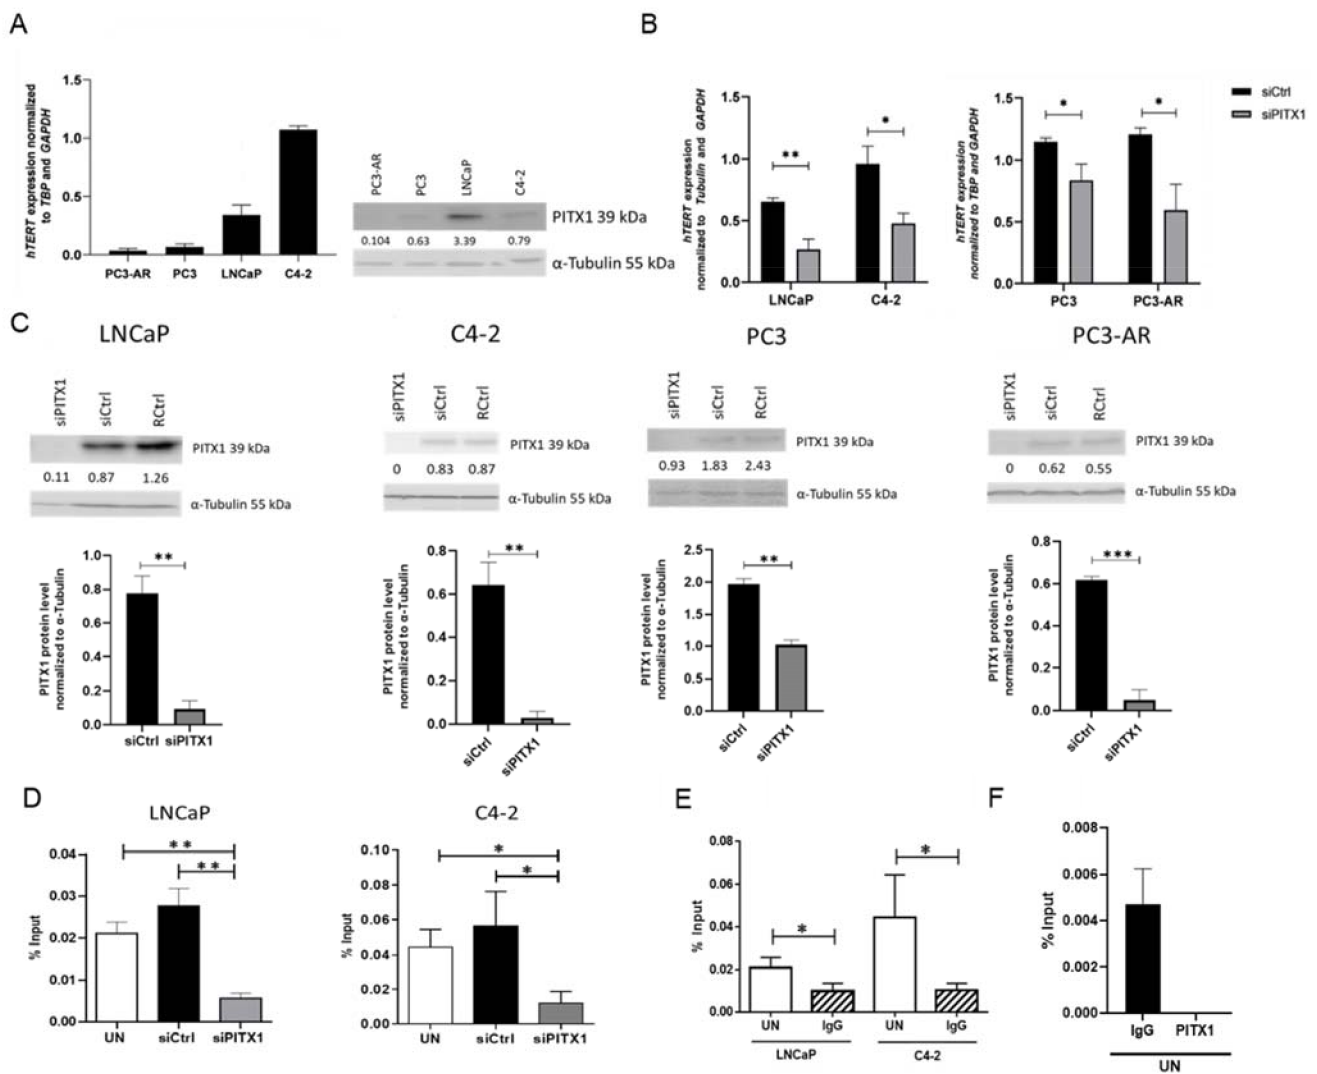 A
hTERT expression normalized
to TBP and GAPDH
1.5
1.0
0.5
0.0
PC3-AR PC3 LNCaP C4-2
PC3-AR PC3 LNCaP C4-2
PITX1 39 kDa
0.104 0.63 3.39 0.79
α-Tubulin 55 kDa
B
hTERT expression
normalized to Tubulin and GAPDH
1.5
1.0
0.5
0.0
** *
LNCaP C4-2
hTERT expression
normalized to TBP and GAPDH
1.5
1.0
0.5
0.0
* *
PC3 PC3-AR
siCtrl
siPITX1
C
LNCaP
siPITX1 siCtrl RCtrl
PITX1 39 kDa
0.11 0.87 1.26
α-Tubulin 55 kDa
PITX1 protein level
normalized to α-Tubulin
1.0
0.8
0.6
0.4
0.2
0.0
**
siCtrl siPITX1
C4-2
siPITX1 siCtrl RCtrl
PITX1 39 kDa
0 0.83 0.87
α-Tubulin 55 kDa
PITX1 protein level
normalized to α-Tubulin
0.8
0.6
0.4
0.2
0.0
**
siCtrl siPITX1
PC3
siPITX1 siCtrl RCtrl
PITX1 39 kDa
0.93 1.83 2.43
α-Tubulin 55 kDa
PITX1 protein level
normalized to α-Tubulin
2.5
2.0
1.5
1.0
0.5
0.0
**
siCtrl siPITX1
PC3-AR
siPITX1 siCtrl RCtrl
PITX1 39 kDa
0 0.62 0.55
α-Tubulin 55 kDa
PITX1 protein level
normalized to α-Tubulin
0.8
0.6
0.4
0.2
0.0
***
siCtrl siPITX1
D
LNCaP
% Input
0.04
0.03
0.02
0.01
0.00
**
**
UN siCtrl siPITX1
C4-2
% Input
0.10
0.08
0.06
0.04
0.02
0.00
*
*
UN siCtrl siPITX1
E
% Input
0.08
0.06
0.04
0.02
0.00
* *
UN IgG UN IgG
LNCaP C4-2
F
% Input
0.008
0.006
0.004
0.002
0.000
IgG PITX1
UN